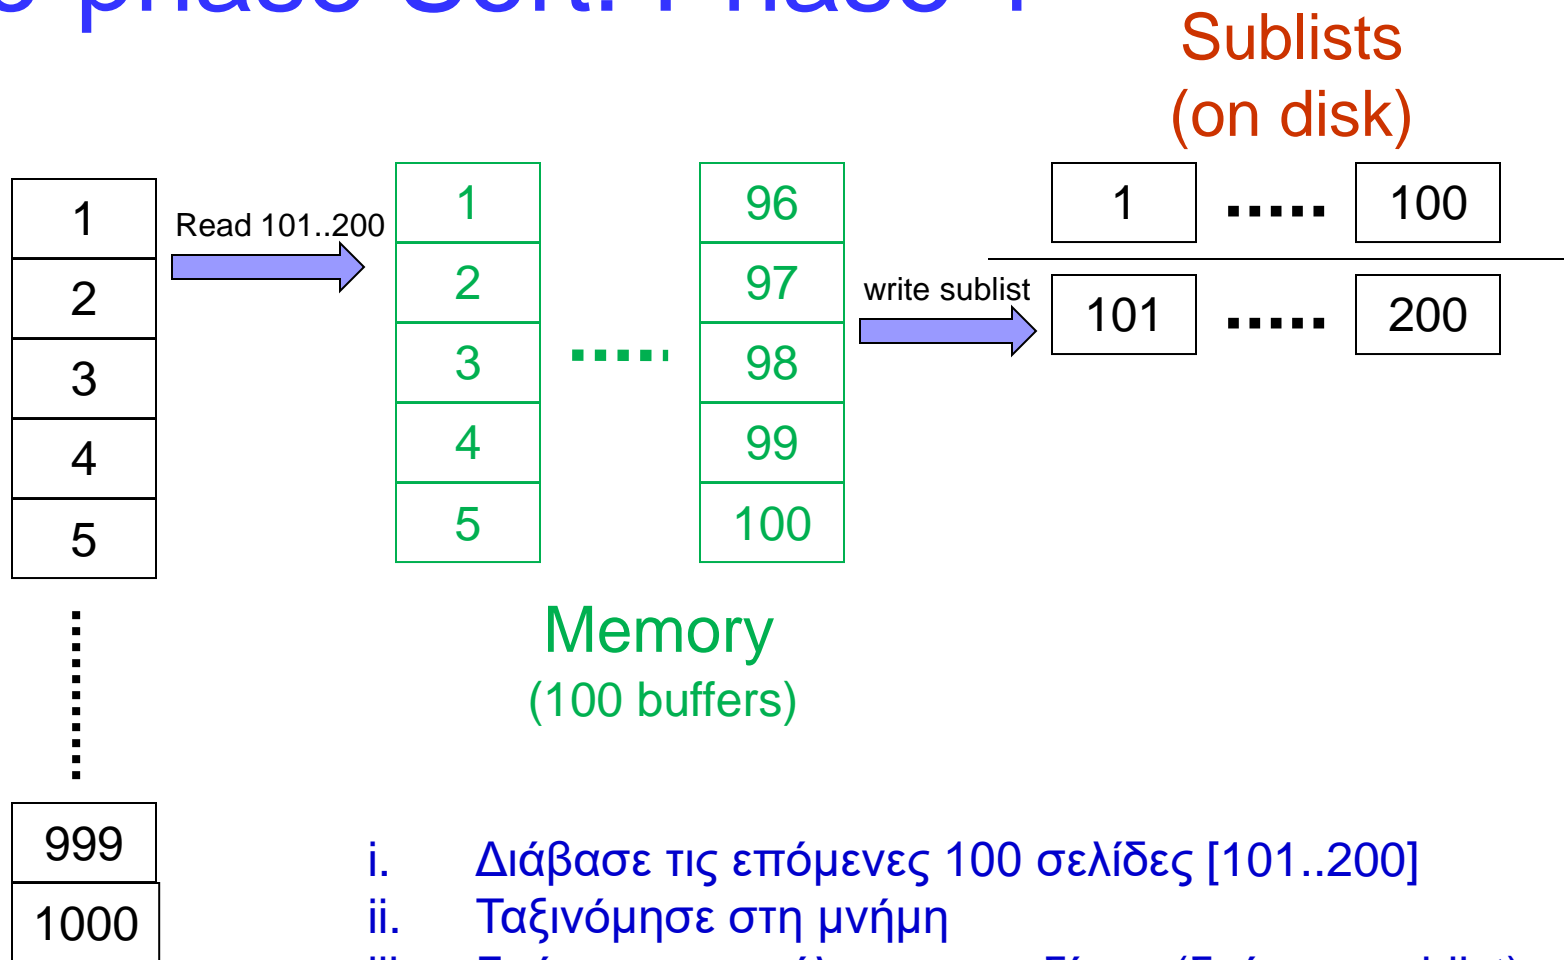 Sort:
Sublists
(on disk)
1
2
3
4
5
999
1000
Read 101..200
1
2
3
4
5
96
97
98
99
100
Memory
(100 buffers)
write sublist
1 ..... 100
101 ..... 200
i. Διάβασε τις επόμενες 100 σελίδες [101..200]
ii. Ταξινόμησε στη μνήμη